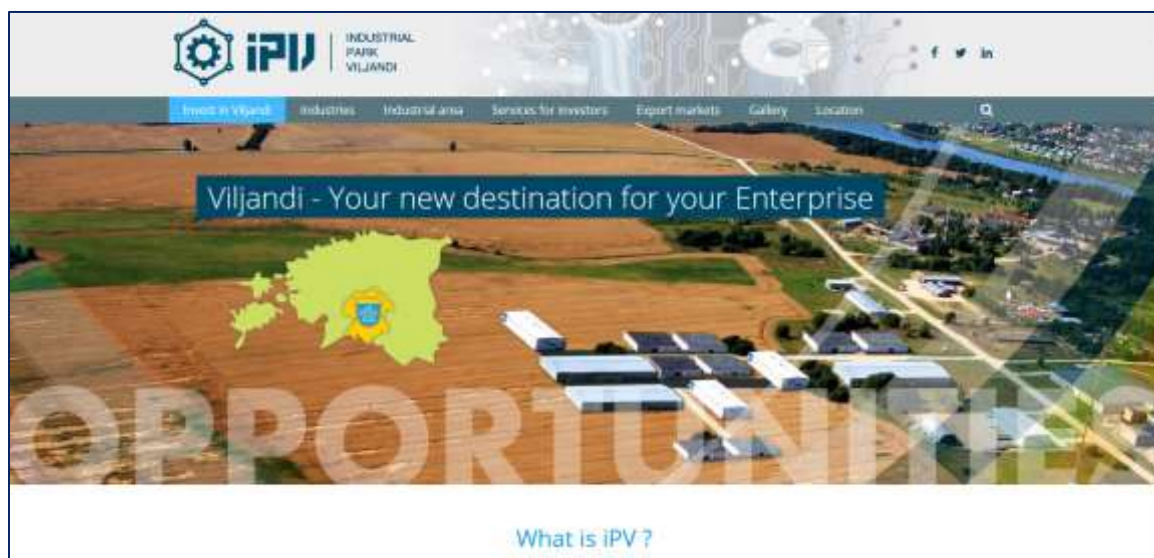 iPV
INDUSTRIAL
PARK
VILJANDI
f in
Invest in Viljandi Industries Industrial area Services for investors Export markets Gallery Location
Viljandi - Your new destination for your Enterprise
OPPORTUNITIES
What is iPV ?